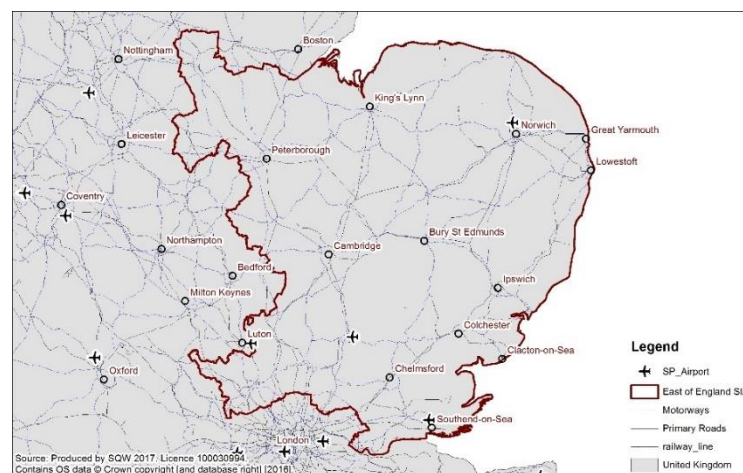 Boston
Nottingham
King's Lynn
Norwich
Great Yarmouth
Leicester
Peterborough
Lowestoft
Coventry
Bury St Edmunds
Northampton
Cambridge
Bedford
Ipswich
Milton Keynes
Colchester
Luton
Clacton-on-Sea
Oxford
Chelmsford
Southend-on-Sea
London
Legend
SP_Airport
East of England SL
Motorways
Primary Roads
railway_line
United Kingdom
Source: Produced by SQW 2017. Licence 100030994
Contains OS data © Crown copyright [and database right] [2016]